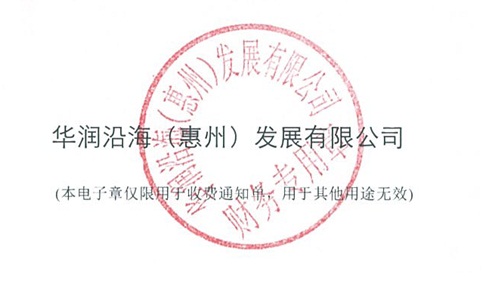 华润沿海（惠州）发展有限公司
华润沿海（惠州）发展有限公司
(本电子章仅限用于收费通知单，用于其他用途无效)
财务专用章